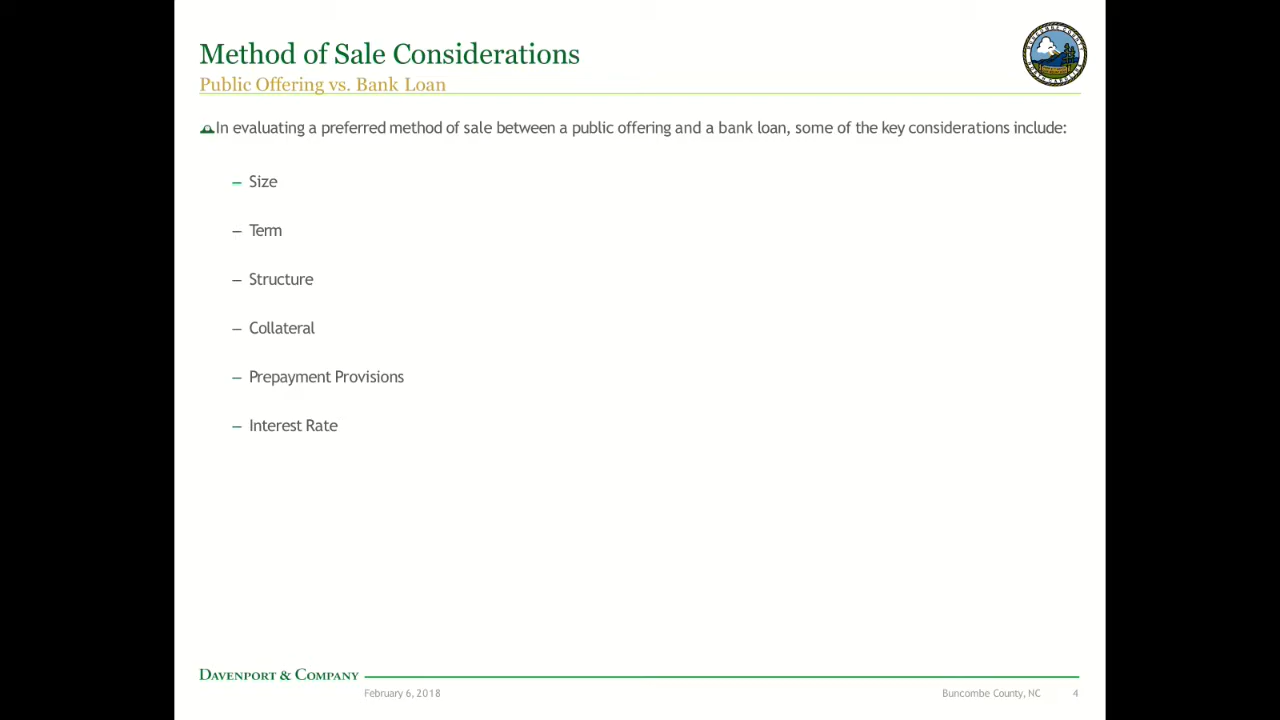 Method of Sale Considerations
Public Offering vs. Bank Loan
In evaluating a preferred method of sale between a public offering and a bank loan, some of the key considerations include:
– Size
– Term
– Structure
– Collateral
– Prepayment Provisions
– Interest Rate
DAVENPORT & COMPANY
February 6, 2018
Buncombe County, NC
4